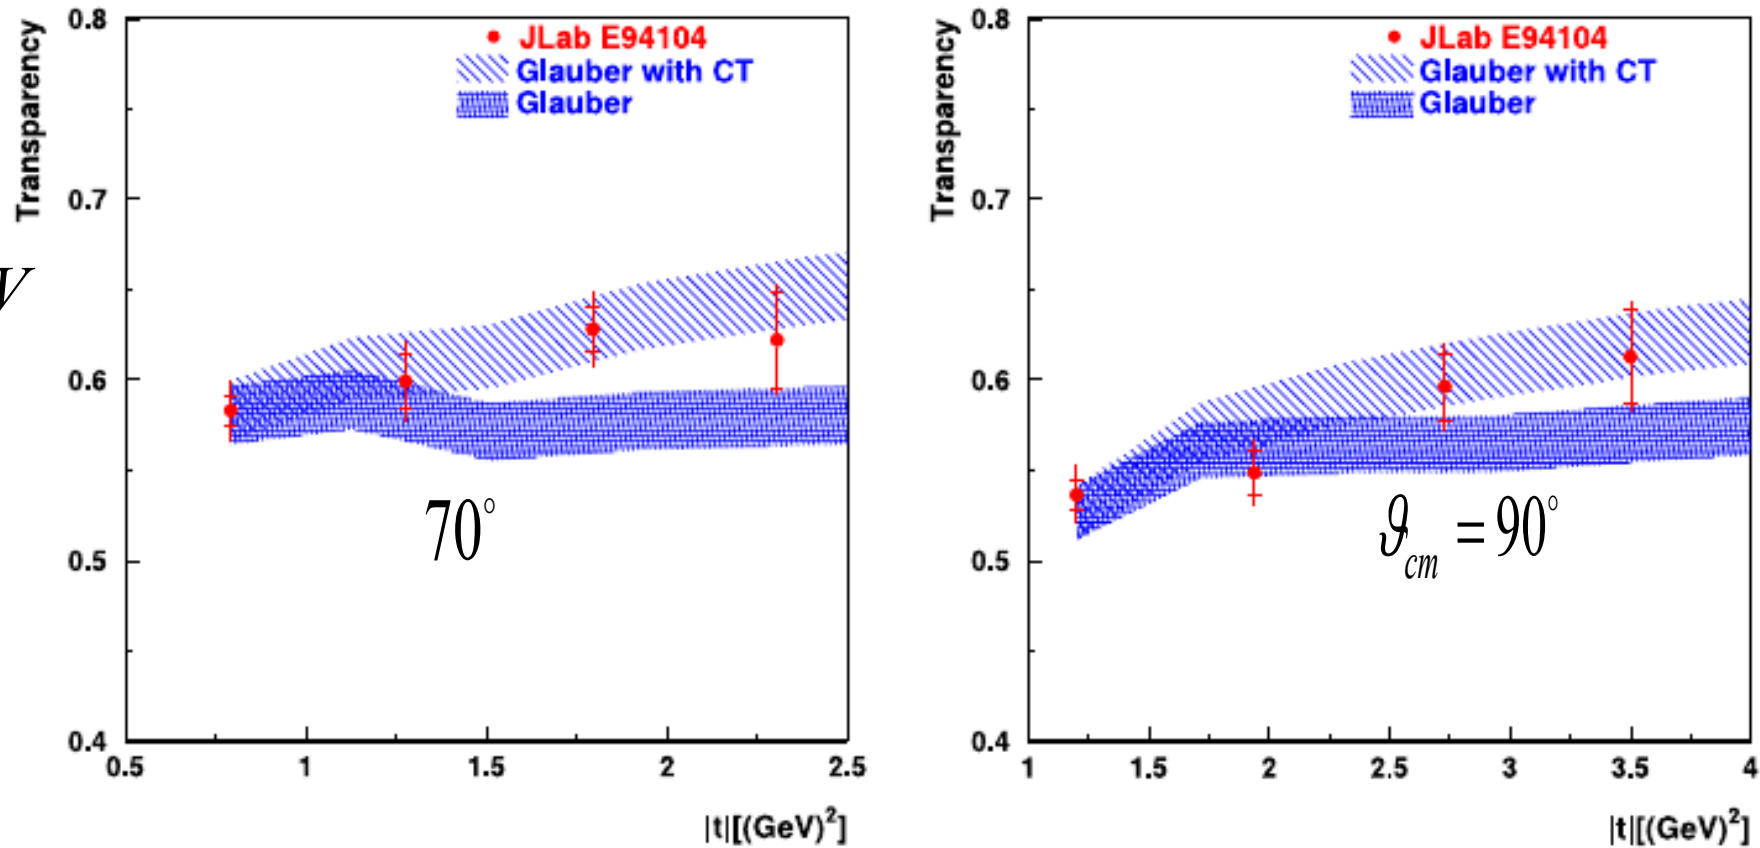 Transparency
0.8
0.7
0.6
0.5
0.4
0.5
1
1.5
2
2.5
|t|[(GeV)²]
JLab E94104
Glauber with CT
Glauber
70°
V
Transparency
0.8
0.7
0.6
0.5
0.4
1
1.5
2
2.5
3
3.5
4
|t|[(GeV)²]
JLab E94104
Glauber with CT
Glauber
ϑcm = 90°